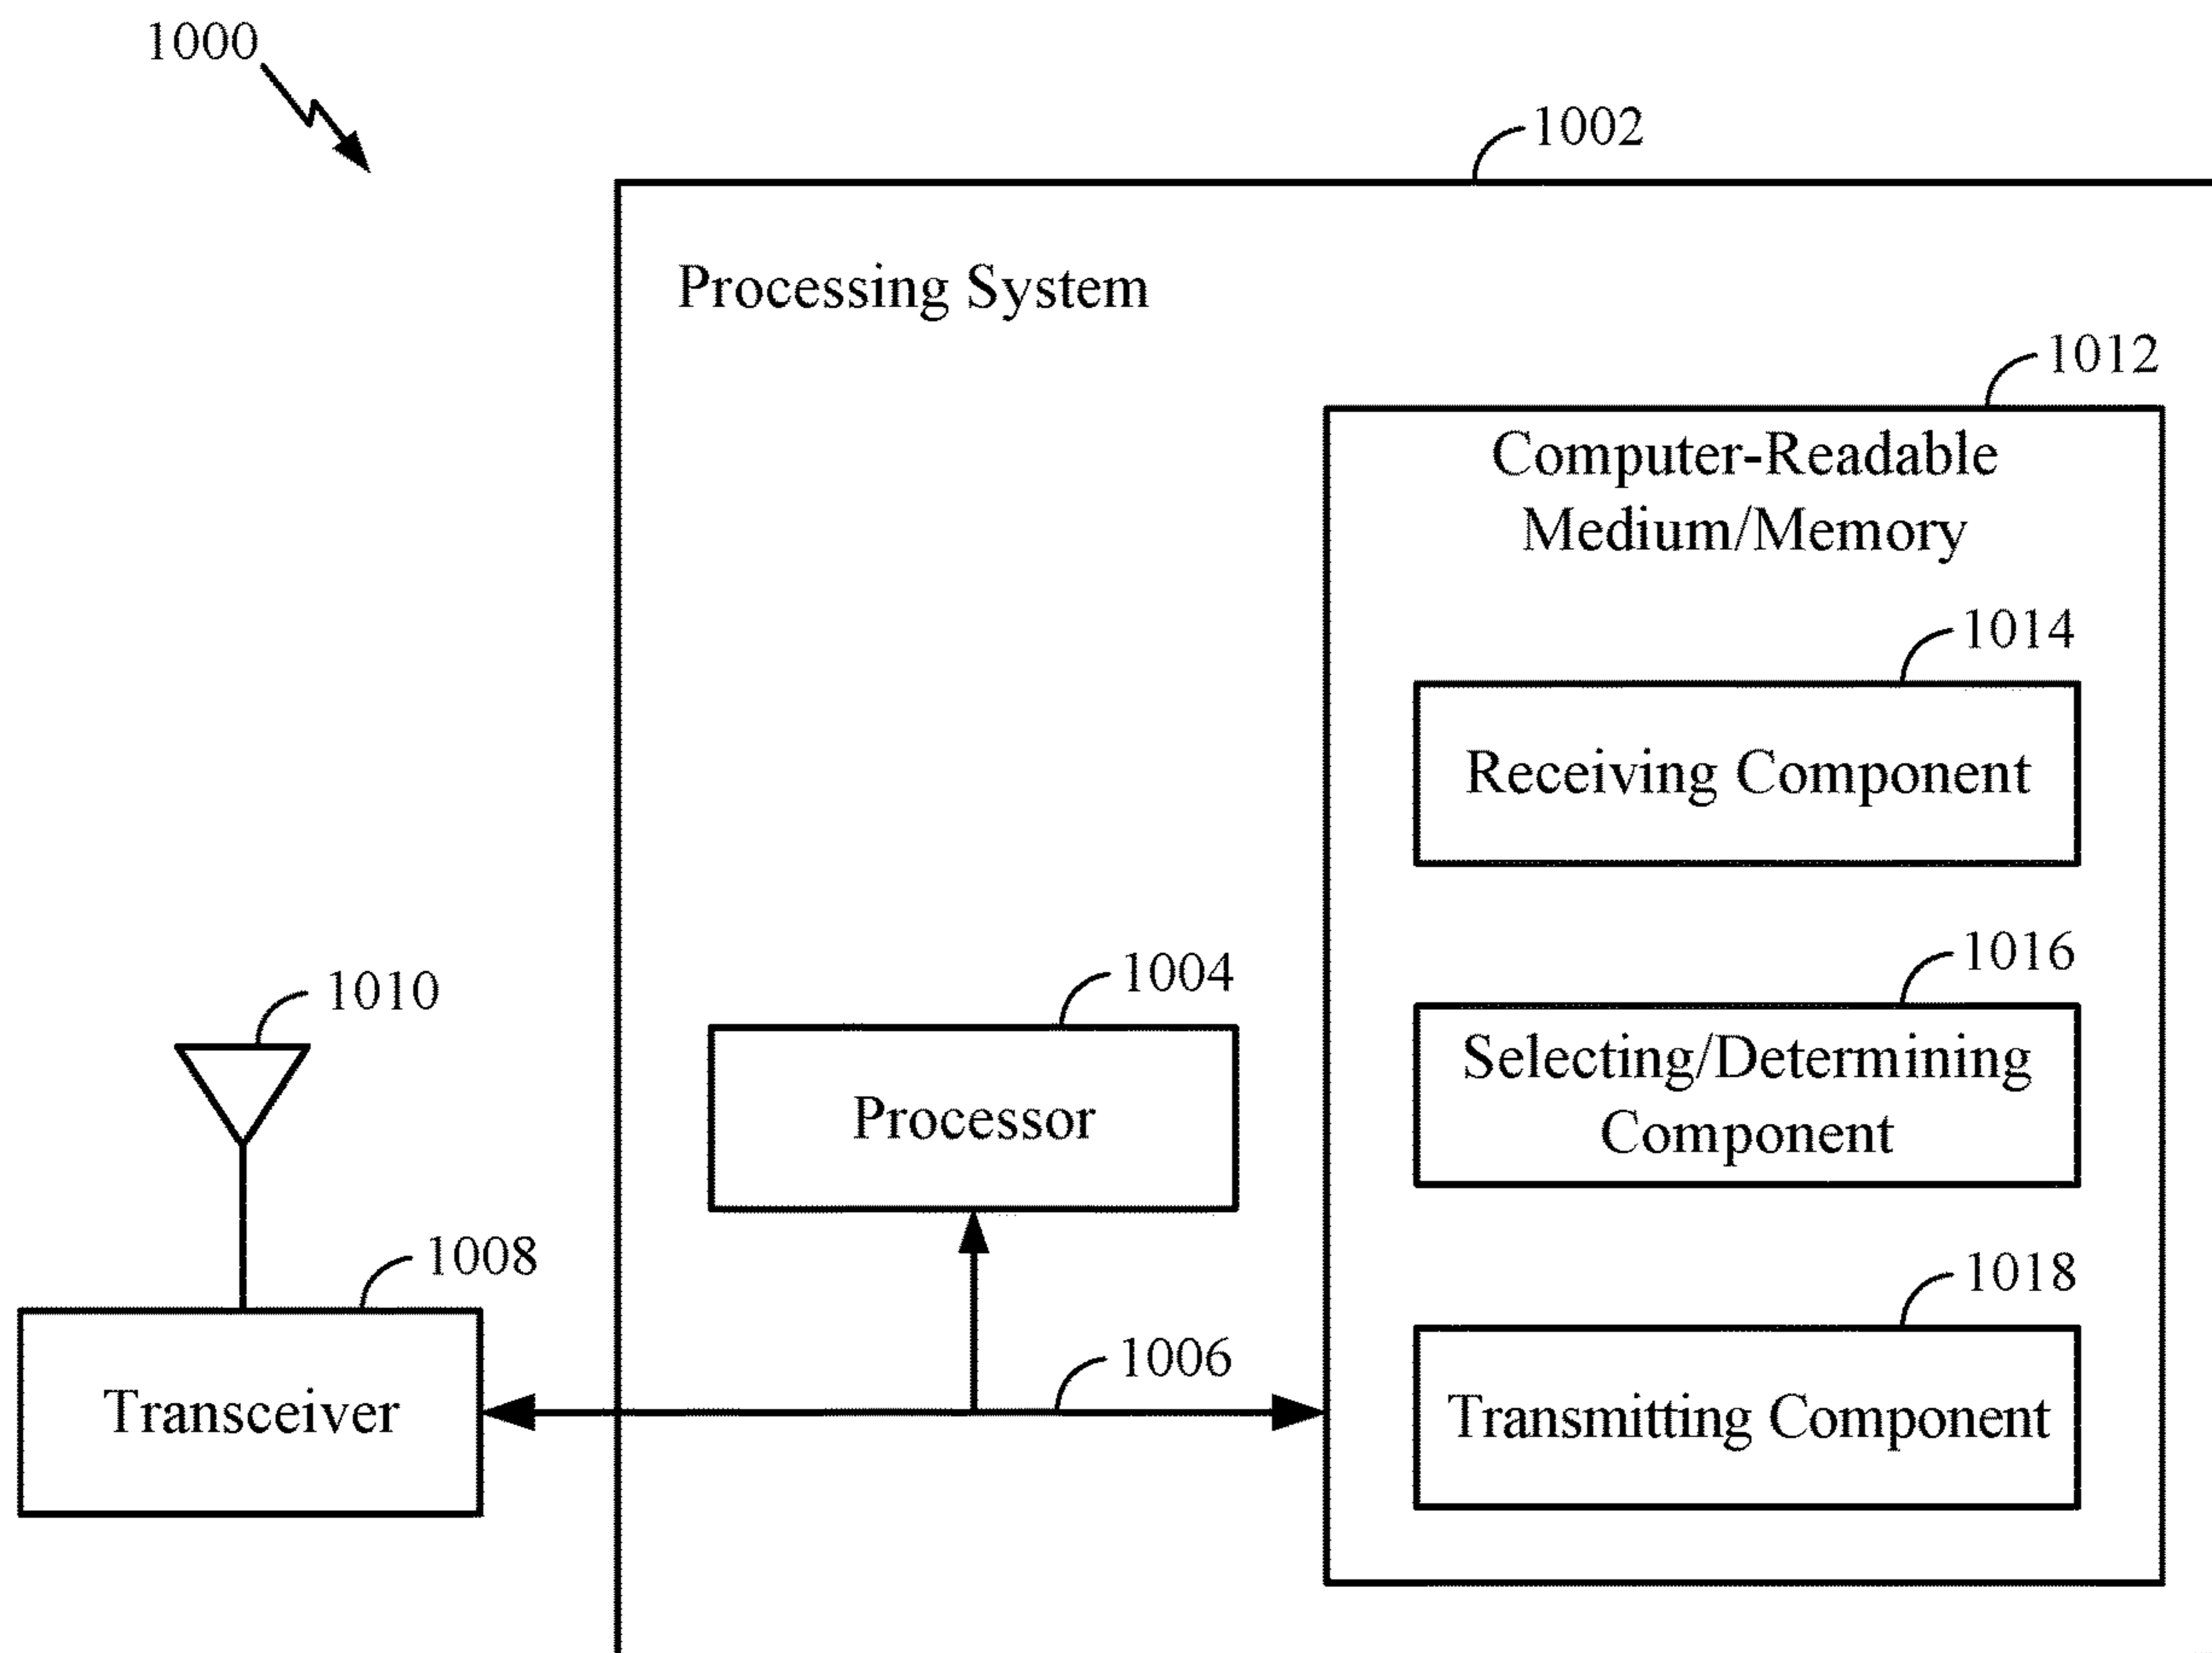 1000
1002
Processing System
1012
Computer-Readable
Medium/Memory
1014
Receiving Component
1004
1016
1010
Processor
Selecting/Determining
Component
1008
1006
1018
Transceiver
Transmitting Component